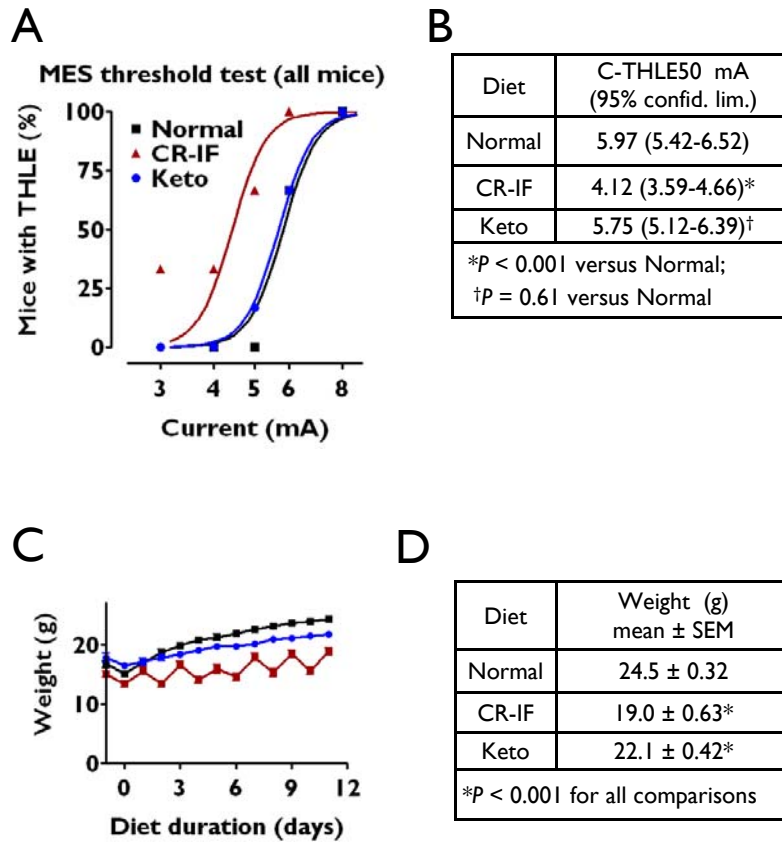 A
MES threshold test (all mice)
Mice with THLE (%)
100
75
50
25
0
Normal
CR-IF
Keto
3 4 5 6 8
Current (mA)
B
Diet C-THLE50 mA
(95% confid. lim.)
Normal 5.97 (5.42-6.52)
CR-IF 4.12 (3.59-4.66)*
Keto 5.75 (5.12-6.39)†
*P < 0.001 versus Normal;
†P = 0.61 versus Normal
C
Weight (g)
20
10
0
0 3 6 9 12
Diet duration (days)
D
Diet Weight (g)
mean ± SEM
Normal 24.5 ± 0.32
CR-IF 19.0 ± 0.63*
Keto 22.1 ± 0.42*
*P < 0.001 for all comparisons